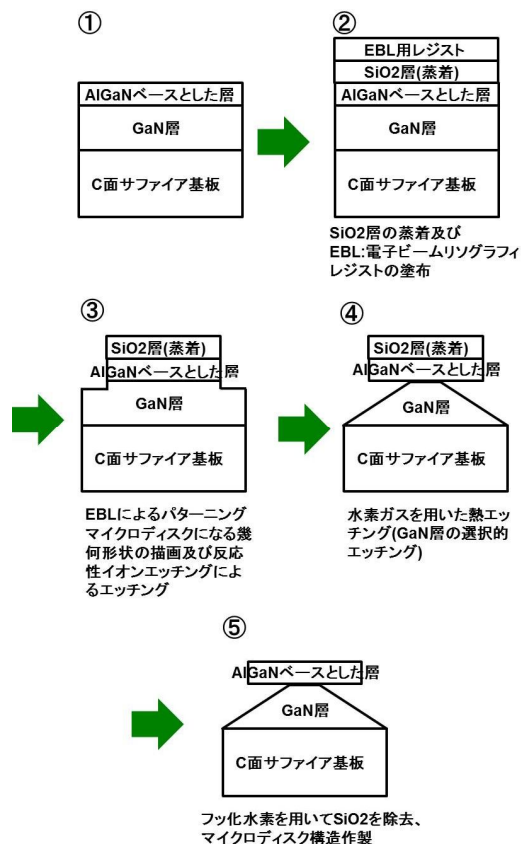 ①
AlGaNベースとした層
GaN層
C面サファイア基板
②
EBL用レジスト
SiO2層(蒸着)
AlGaNベースとした層
GaN層
C面サファイア基板
SiO2層の蒸着及び
EBL:電子ビームリソグラフィ
レジストの塗布
③
SiO2層(蒸着)
AlGaNベースとした層
GaN層
C面サファイア基板
EBLによるパターニング
マイクロディスクになる幾
何形状の描画及び反応
性イオンエッチングによ
るエッチング
④
SiO2層(蒸着)
AlGaNベースとした層
GaN層
C面サファイア基板
水素ガスを用いた熱エッ
チング(GaN層の選択的
エッチング)
⑤
AlGaNベースとした層
GaN層
C面サファイア基板
フッ化水素を用いてSiO2を除去、
マイクロディスク構造作製